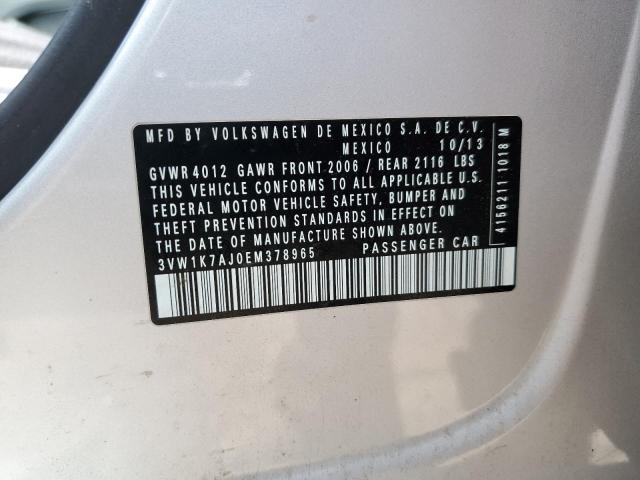 MFD BY VOLKSWAGEN DE MEXICO S.A. DE C.V.
MEXICO 10/13
GVWR 4012 GAWR FRONT 2006 / REAR 2116 LBS
THIS VEHICLE CONFORMS TO ALL APPLICABLE U.S.
FEDERAL MOTOR VEHICLE SAFETY, BUMPER AND
THEFT PREVENTION STANDARDS IN EFFECT ON
THE DATE OF MANUFACTURE SHOWN ABOVE.
3VW1K7AJ0EM378965 PASSENGER CAR
4156211 1018 M